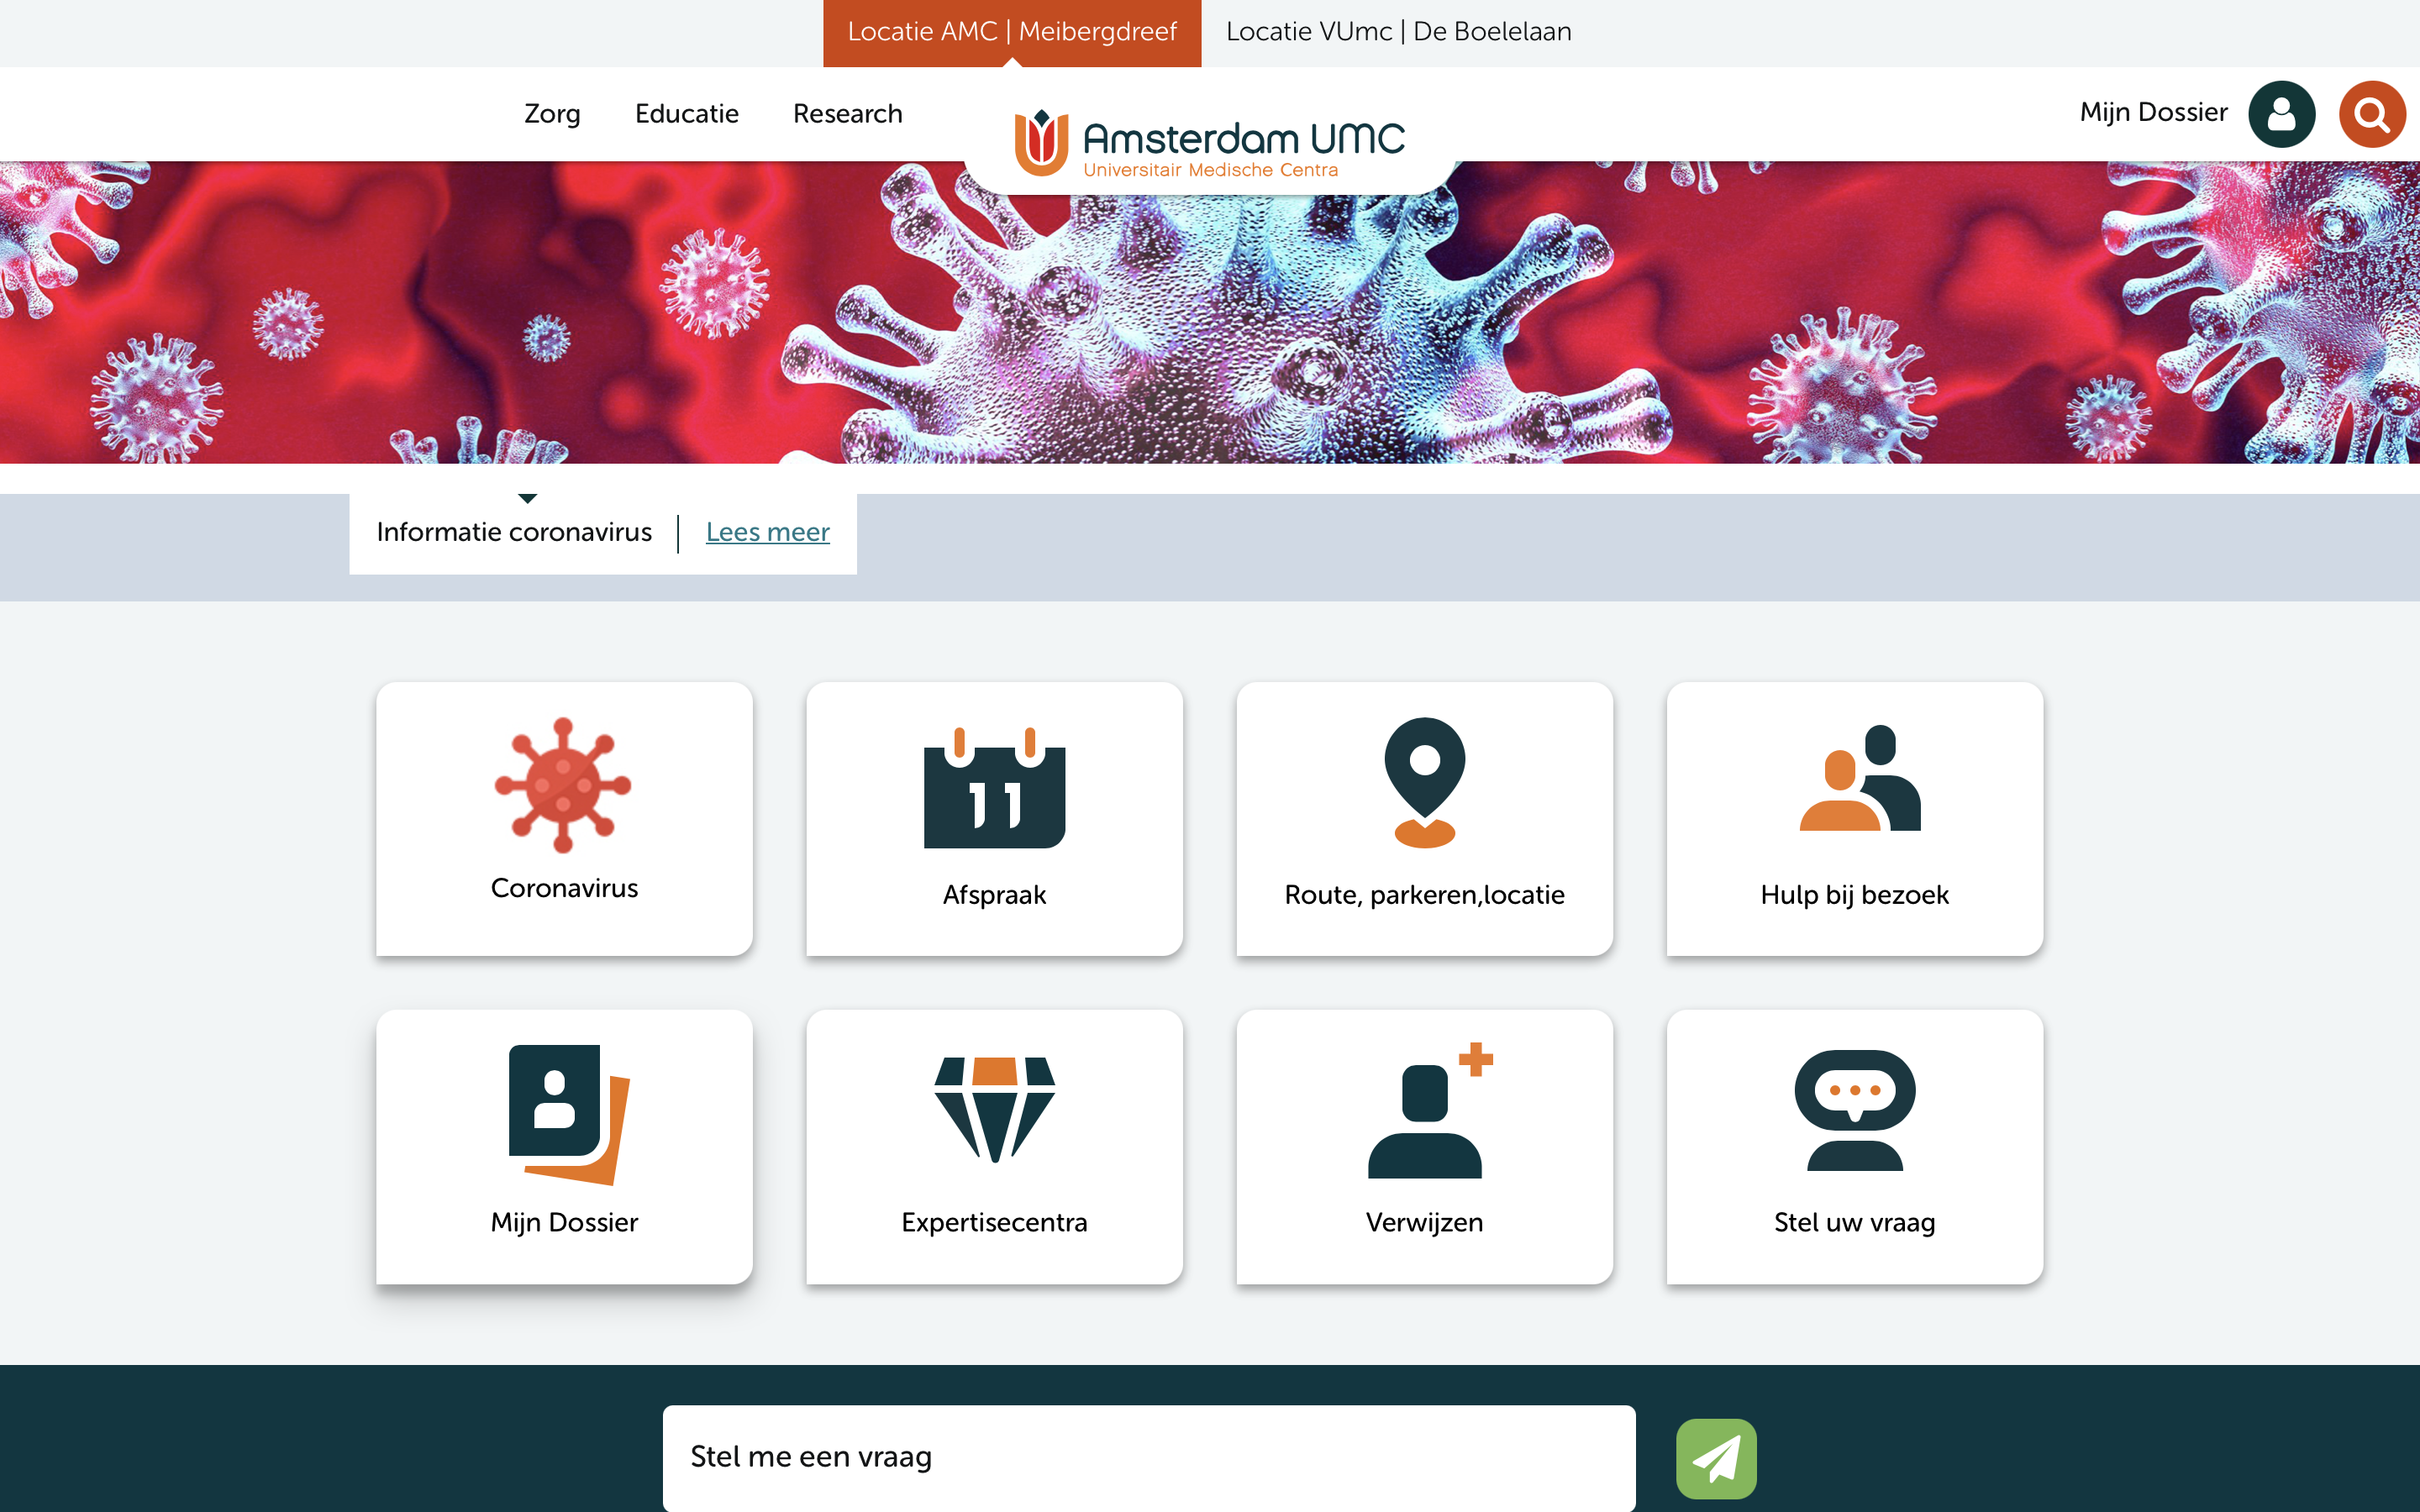 Locatie AMC | Meibergdreef
Locatie VUmc | De Boelelaan
Zorg
Educatie
Research
Amsterdam UMC
Universitair Medische Centra
Mijn Dossier
Informatie coronavirus
Lees meer
Coronavirus
11
Afspraak
Route, parkeren,locatie
Hulp bij bezoek
Mijn Dossier
Expertisecentra
Verwijzen
Stel uw vraag
Stel me een vraag